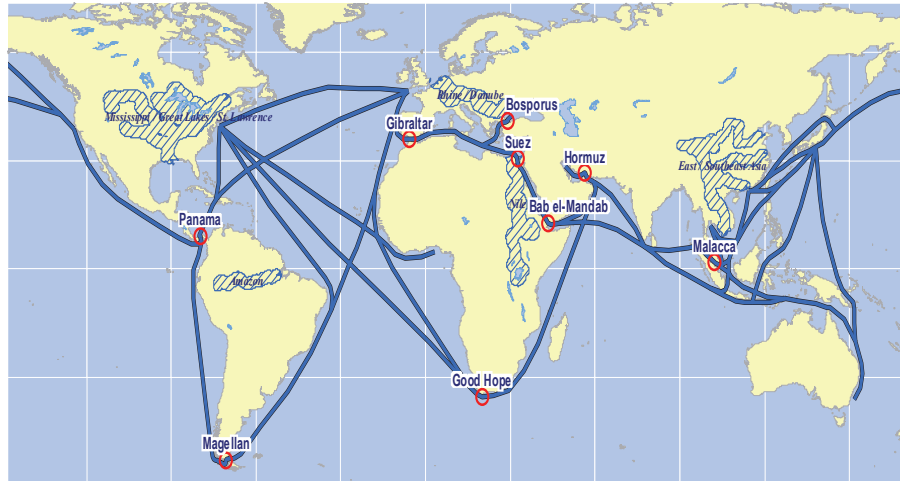 Rhine / Danube
Bosporus
Mississippi / Great Lakes / St. Lawrence
Gibraltar
Suez
Hormuz
East / Southeast Asia
Nile
Bab el-Mandab
Panama
Malacca
Amazon
Good Hope
Magellan